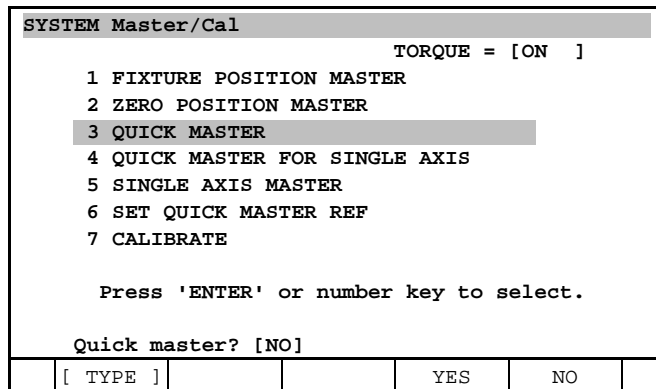 SYSTEM Master/Cal
TORQUE = [ON  ]
1 FIXTURE POSITION MASTER
2 ZERO POSITION MASTER
3 QUICK MASTER
4 QUICK MASTER FOR SINGLE AXIS
5 SINGLE AXIS MASTER
6 SET QUICK MASTER REF
7 CALIBRATE
Press 'ENTER' or number key to select.
Quick master? [NO]
[ TYPE ] YES NO